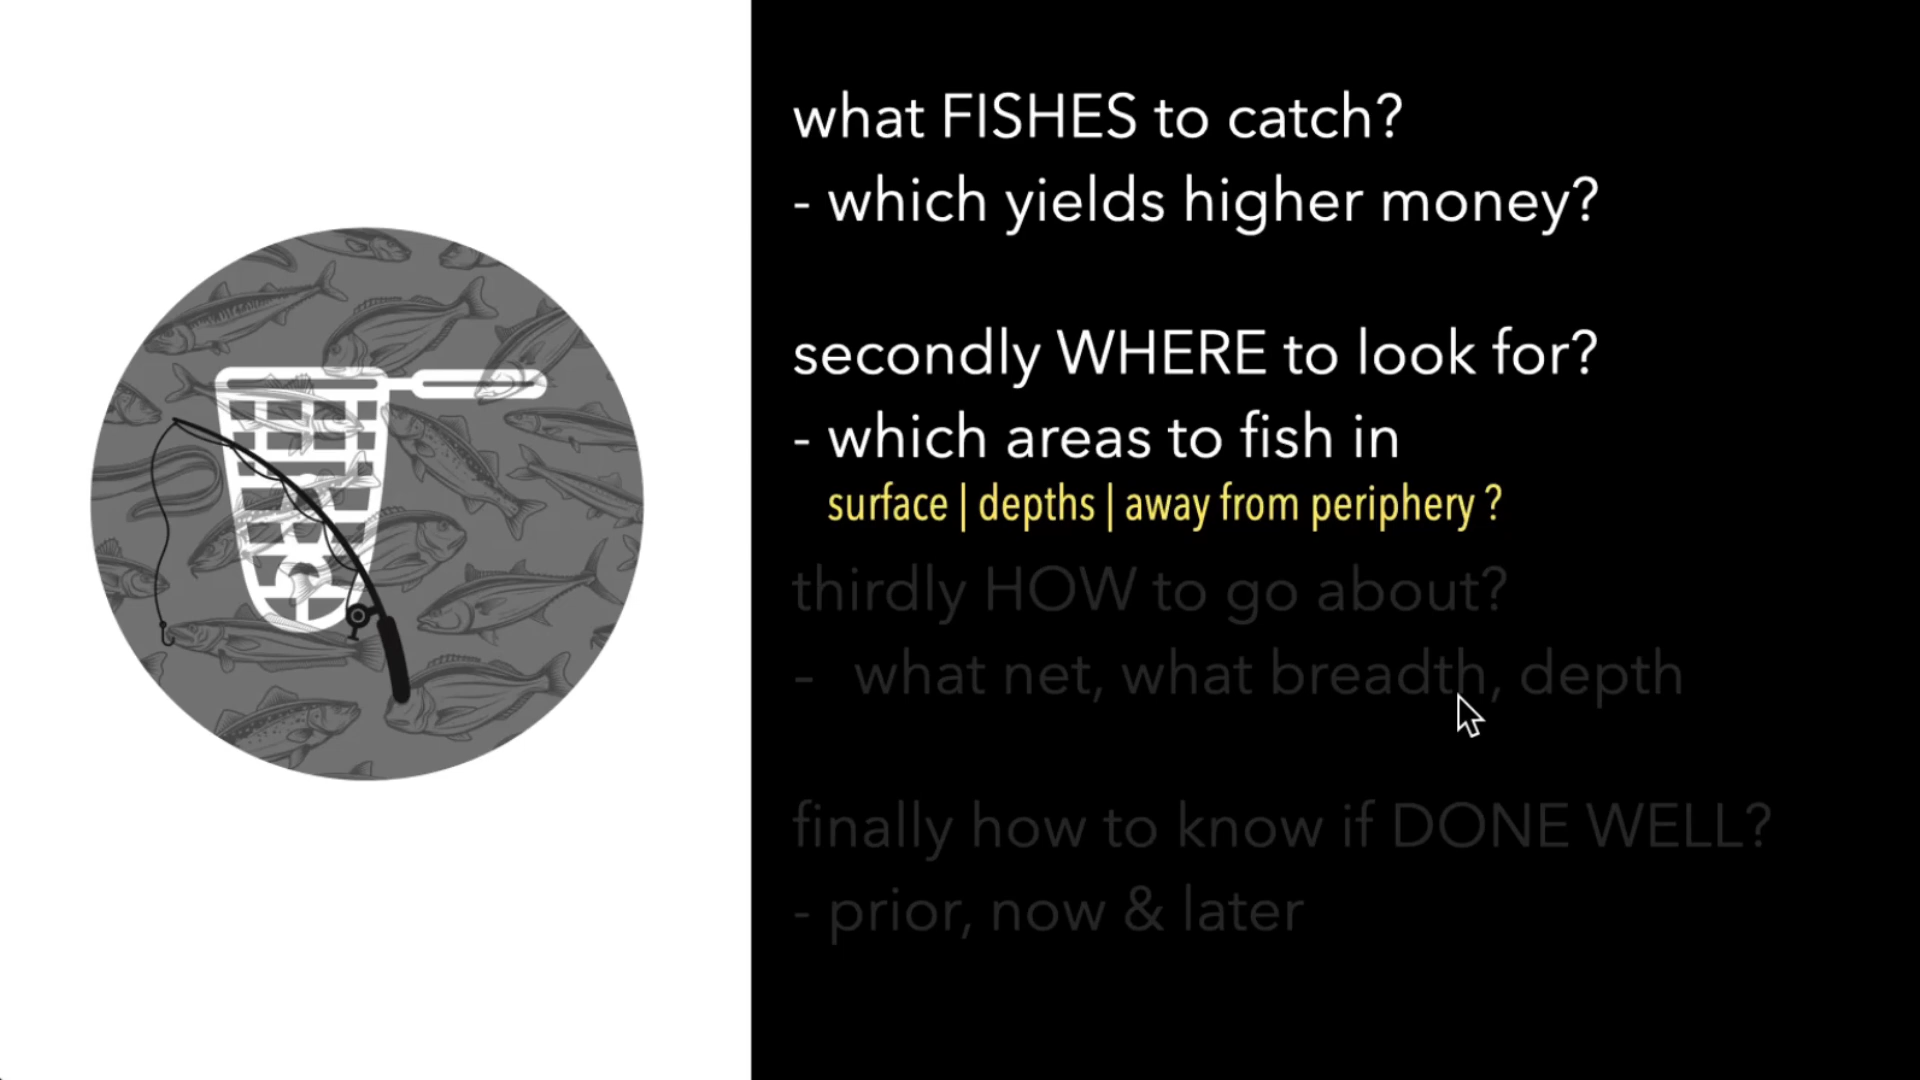 what FISHES to catch?
- which yields higher money?
secondly WHERE to look for?
- which areas to fish in
surface | depths | away from periphery ?
thirdly HOW to go about?
- what net, what breadth, depth
finally how to know if DONE WELL?
- prior, now & later